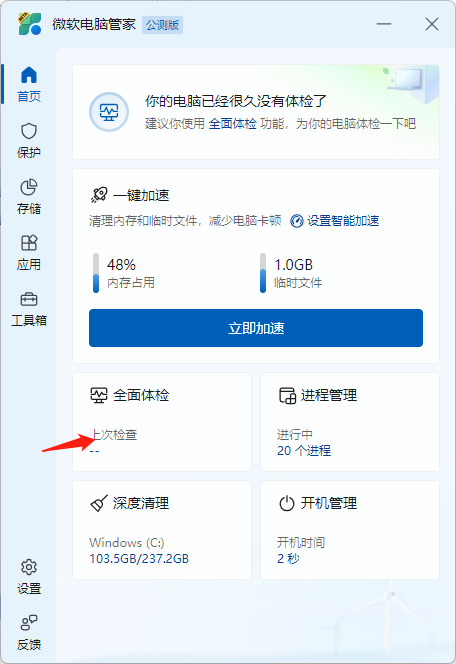 微软电脑管家 公测版
首页
保护
存储
应用
工具箱
设置
反馈
你的电脑已经很久没有体检了
建议你使用 全面体检 功能，为你的电脑体检一下吧
一键加速
清理内存和临时文件，减少电脑卡顿 设置智能加速
48%
内存占用
1.0GB
临时文件
立即加速
全面体检
上次检查
--
进程管理
进行中
20 个进程
深度清理
Windows (C:)
103.5GB/237.2GB
开机管理
开机时间
2 秒